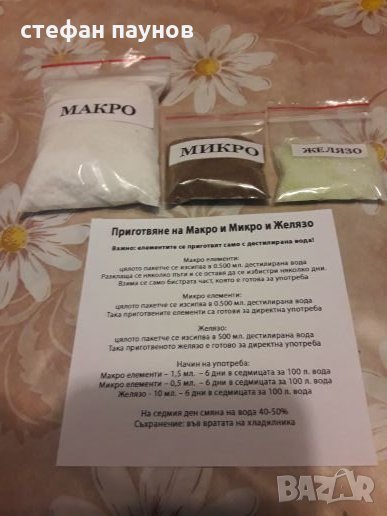 стефан паунов
МАКРО
МИКРО
ЖЕЛЯЗО
Приготвяне на Макро и Микро и Желязо
Важно: елементите се приготвят само с дестилирана вода!
Макро елементи:
цялото пакетче се изсипва в 0.500 мл. дестилирана вода
Разклаща се няколко пъти и се оставя да се избистри няколко дни.
Взима се само бистрата част, която е готова за употреба
Микро елементи:
цялото пакетче се изсипва в 0.500 мл. дестилирана вода
Така приготвените елементи са готови за директна употреба
Желязо:
цялото пакетче се изсипва в 500 мл. дестилирана вода
Така приготвеното желязо е готово за директна употреба
Начин на употреба:
Макро елементи – 1,5 мл. – 6 дни в седмицата за 100 л. вода
Микро елементи – 0,5 мл. – 6 дни в седмицата за 100 л. вода
Желязо - 10 мл. – 6 дни в седмицата за 100 л. вода
На седмия ден смяна на вода 40-50%
Съхранение: във вратата на хладилника
BAZAR